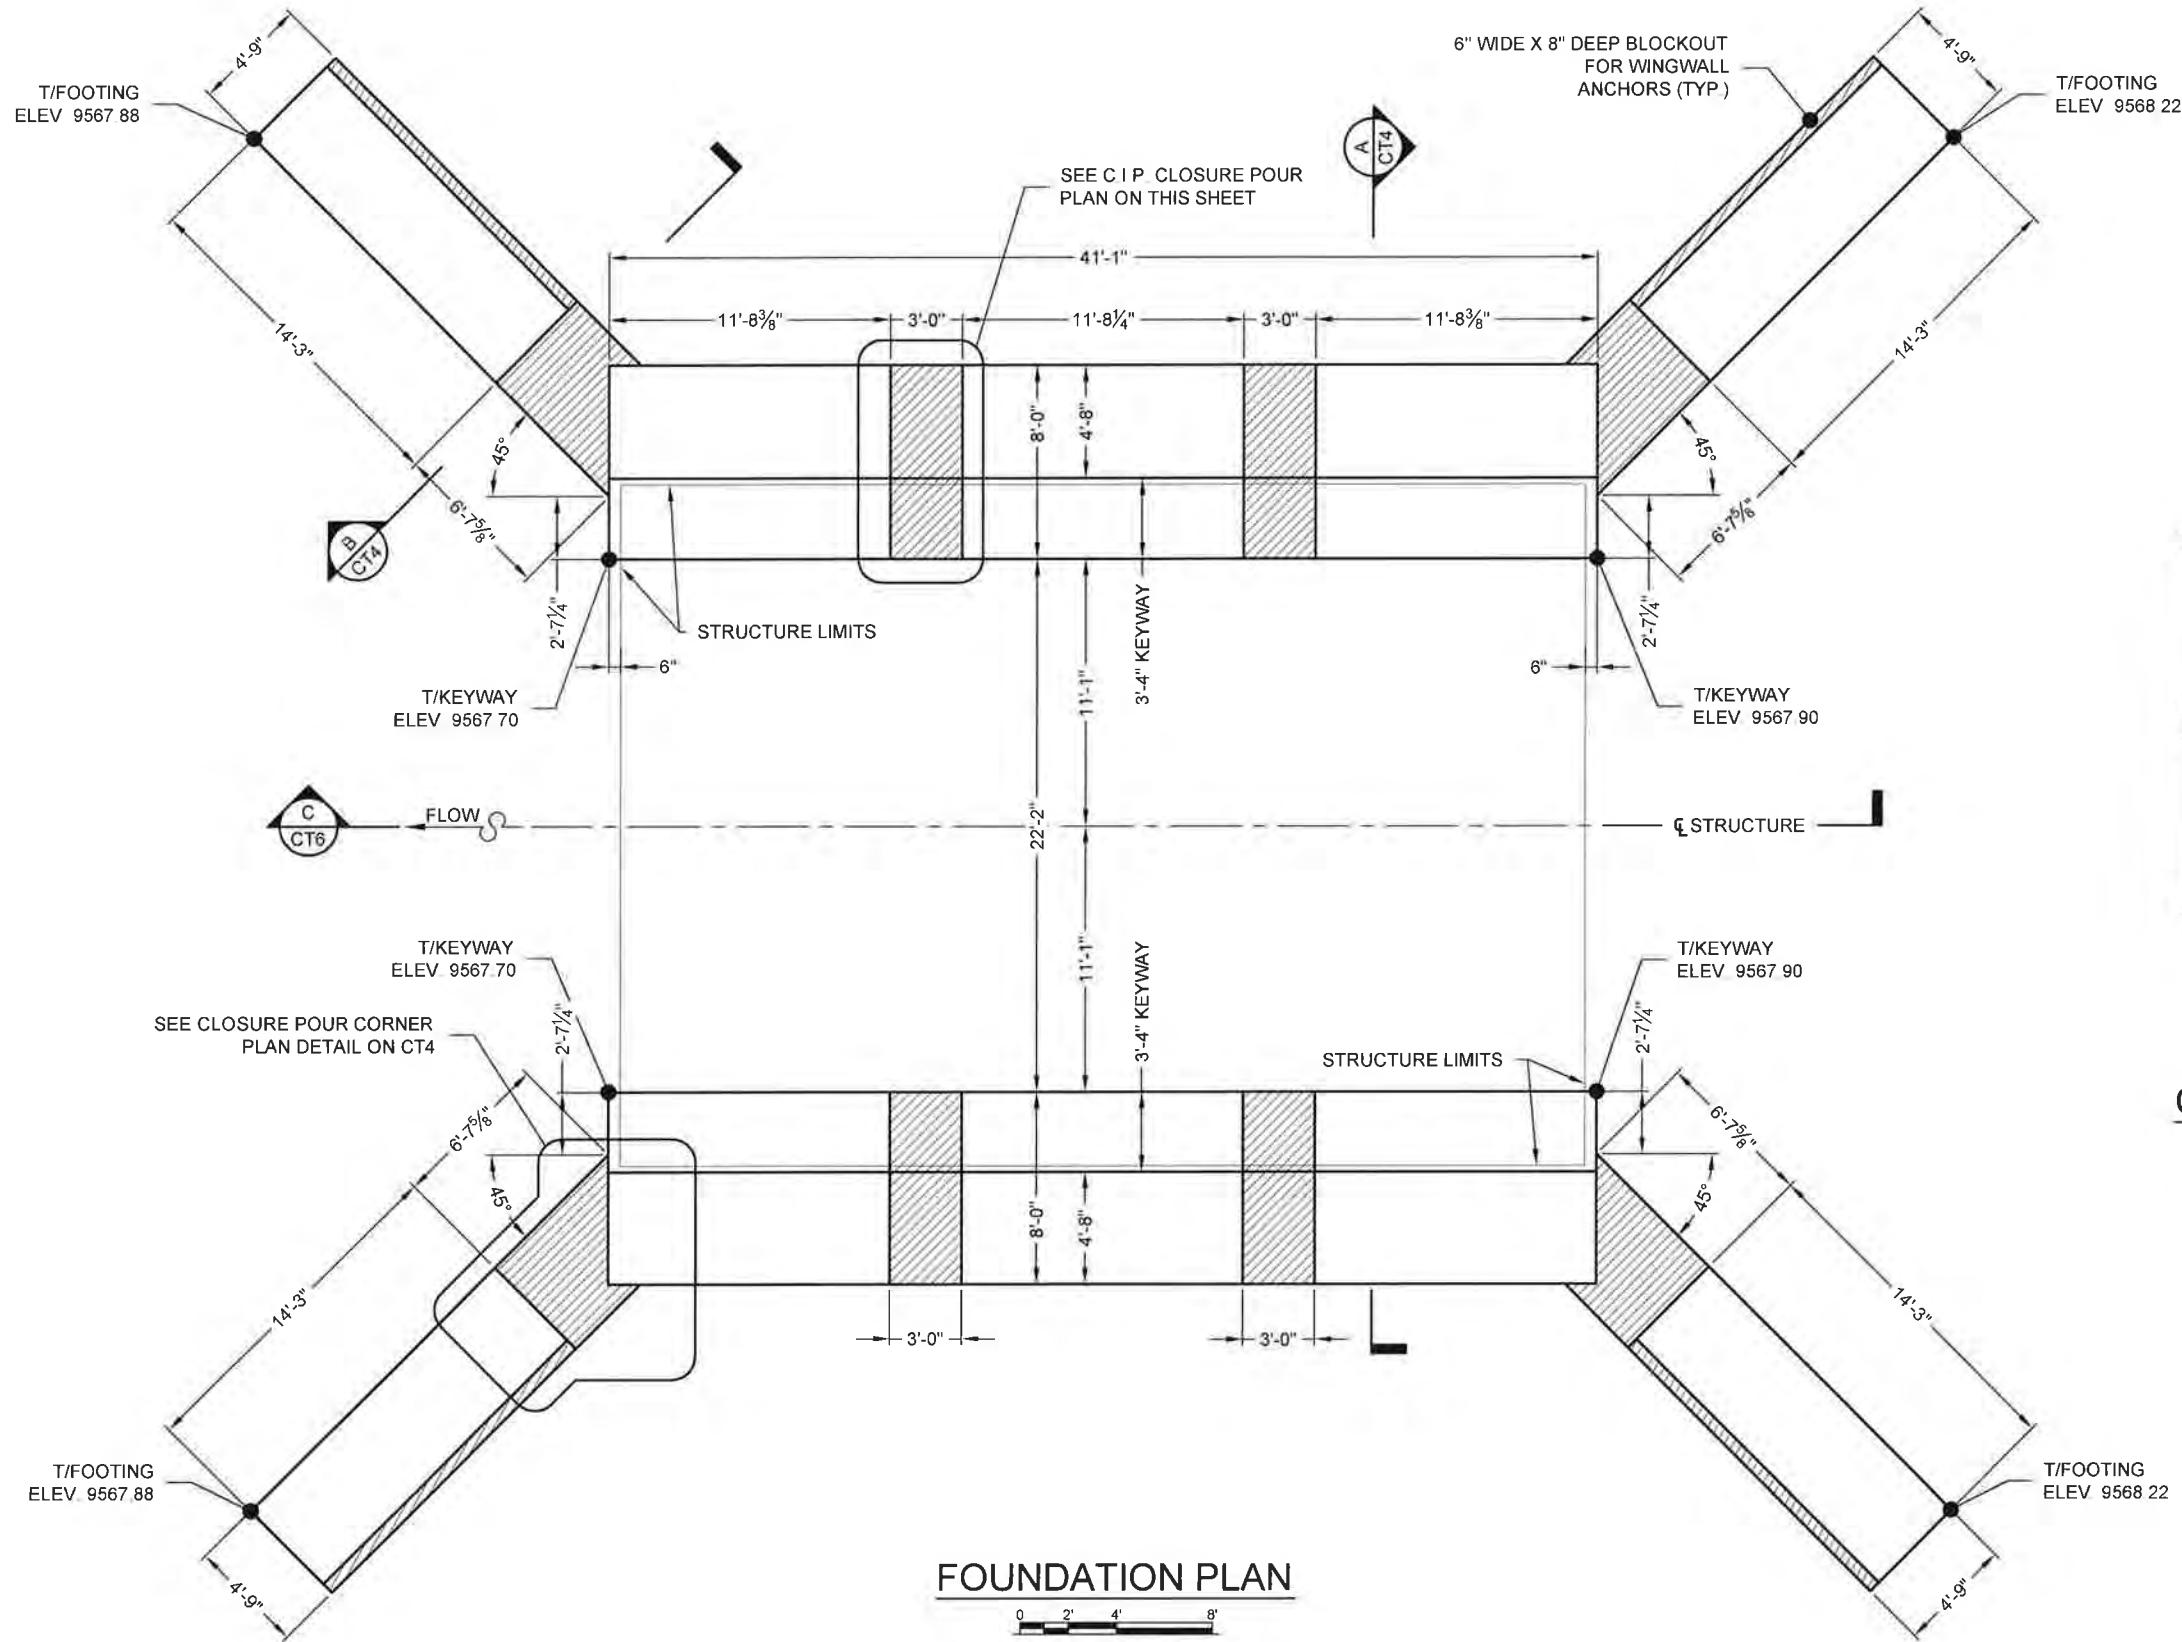 4'-9"
T/FOOTING
ELEV 9567 88
6" WIDE X 8" DEEP BLOCKOUT
FOR WINGWALL
ANCHORS (TYP.)
4'-9"
T/FOOTING
ELEV 9568 22
A
CT4
SEE C I P CLOSURE POUR
PLAN ON THIS SHEET
41'-1"
11'-8⅜"
3'-0"
11'-8¼"
3'-0"
11'-8⅜"
14'-3"
14'-3"
8'-0"
4'-8"
45°
45°
B
CT4
6'-7⅝"
6'-7⅝"
2'-7¼"
STRUCTURE LIMITS
6"
3'-4" KEYWAY
2'-7¼"
6"
T/KEYWAY
ELEV 9567 70
11'-1"
T/KEYWAY
ELEV 9567.90
C
CT6
FLOW
22'-2"
℄ STRUCTURE
T/KEYWAY
ELEV 9567.70
11'-1"
3'-4" KEYWAY
T/KEYWAY
ELEV 9567 90
SEE CLOSURE POUR CORNER
PLAN DETAIL ON CT4
2'-7¼"
STRUCTURE LIMITS
2'-7¼"
6'-7⅝"
6'-7⅝"
45°
45°
8'-0"
4'-8"
14'-3"
14'-3"
3'-0"
3'-0"
T/FOOTING
ELEV. 9567.88
T/FOOTING
ELEV 9568 22
4'-9"
4'-9"
FOUNDATION PLAN
0 2' 4' 8'